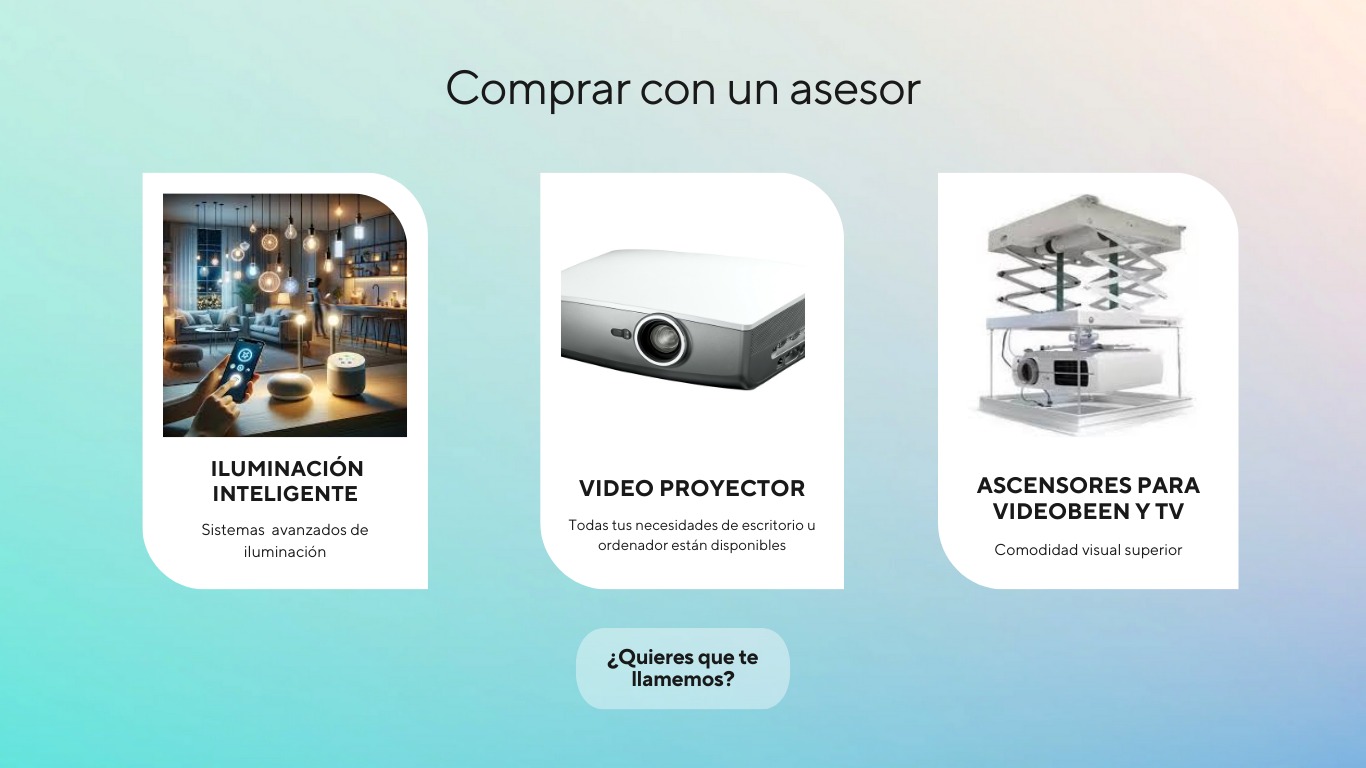 Comprar con un asesor
ILUMINACIÓN
INTELIGENTE
Sistemas  avanzados de
iluminación
VIDEO PROYECTOR
Todas tus necesidades de escritorio u
ordenador están disponibles
ASCENSORES PARA
VIDEOBEEN Y TV
Comodidad visual superior
¿Quieres que te
llamemos?